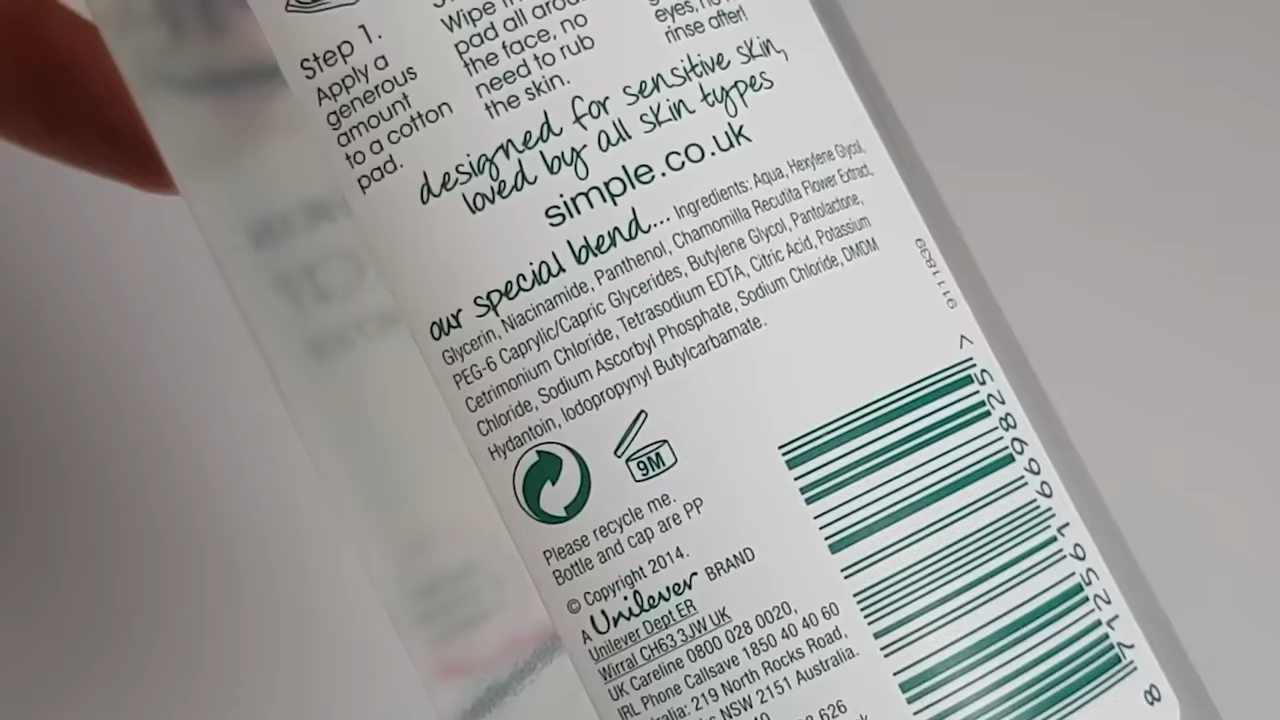 Step 1.
Apply a
generous
amount
to a cotton
pad.
Wipe
pad all
the face, no
need to rub
the skin.
eyes,
rinse after!
designed for sensitive skin,
loved by all skin types
simple.co.uk
our special blend... Ingredients: Aqua, Hexylene Glycol,
Glycerin, Niacinamide, Panthenol, Chamomilla Recutita Flower Extract,
PEG-6 Caprylic/Capric Glycerides, Butylene Glycol, Pantolactone,
Cetrimonium Chloride, Tetrasodium EDTA, Citric Acid, Potassium
Chloride, Sodium Ascorbyl Phosphate, Sodium Chloride, DMDM
Hydantoin, Iodopropynyl Butylcarbamate.
9M
Please recycle me.
Bottle and cap are PP
© Copyright 2014.
A Unilever BRAND
Unilever Dept ER
Wirral CH63 3JW UK
UK Careline 0800 028 0020,
IRL Phone Callsave 1850 40 40 60
219 North Rocks Road,
NSW 2151 Australia.
626
9111839
8 712561 669825 >